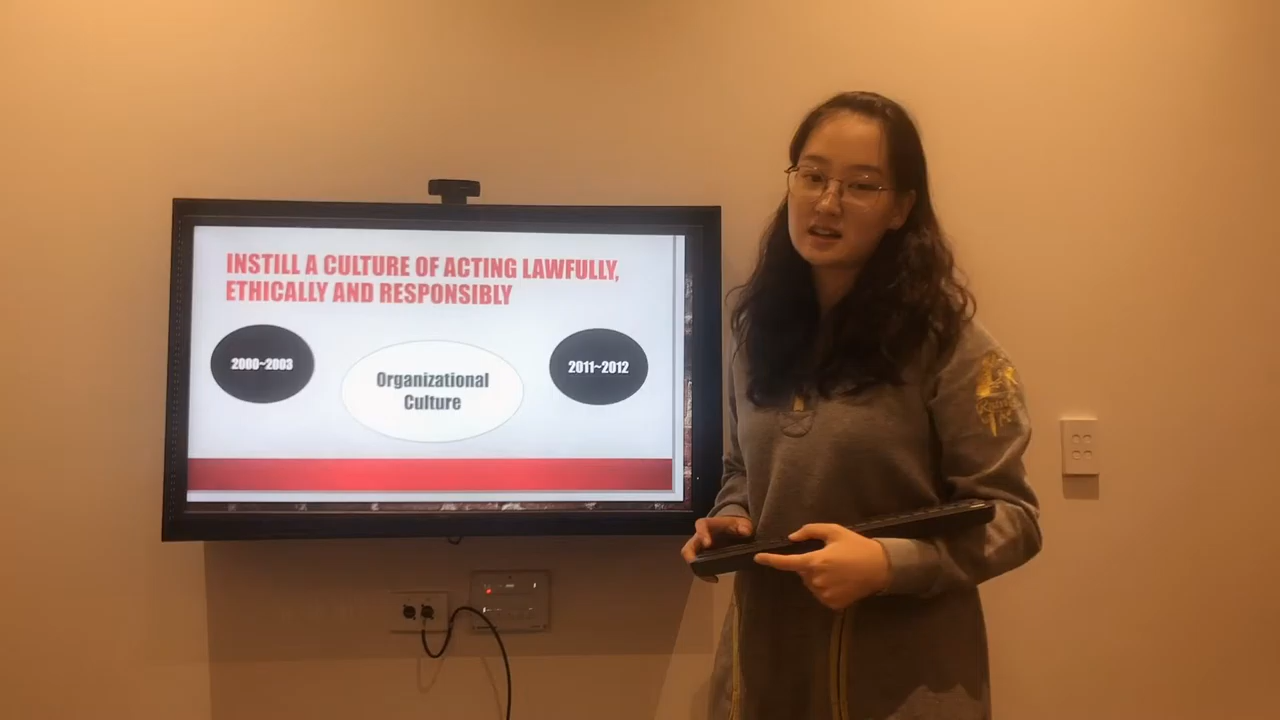 INSTILL A CULTURE OF ACTING LAWFULLY,
ETHICALLY AND RESPONSIBLY
2000~2003
Organizational
Culture
2011~2012